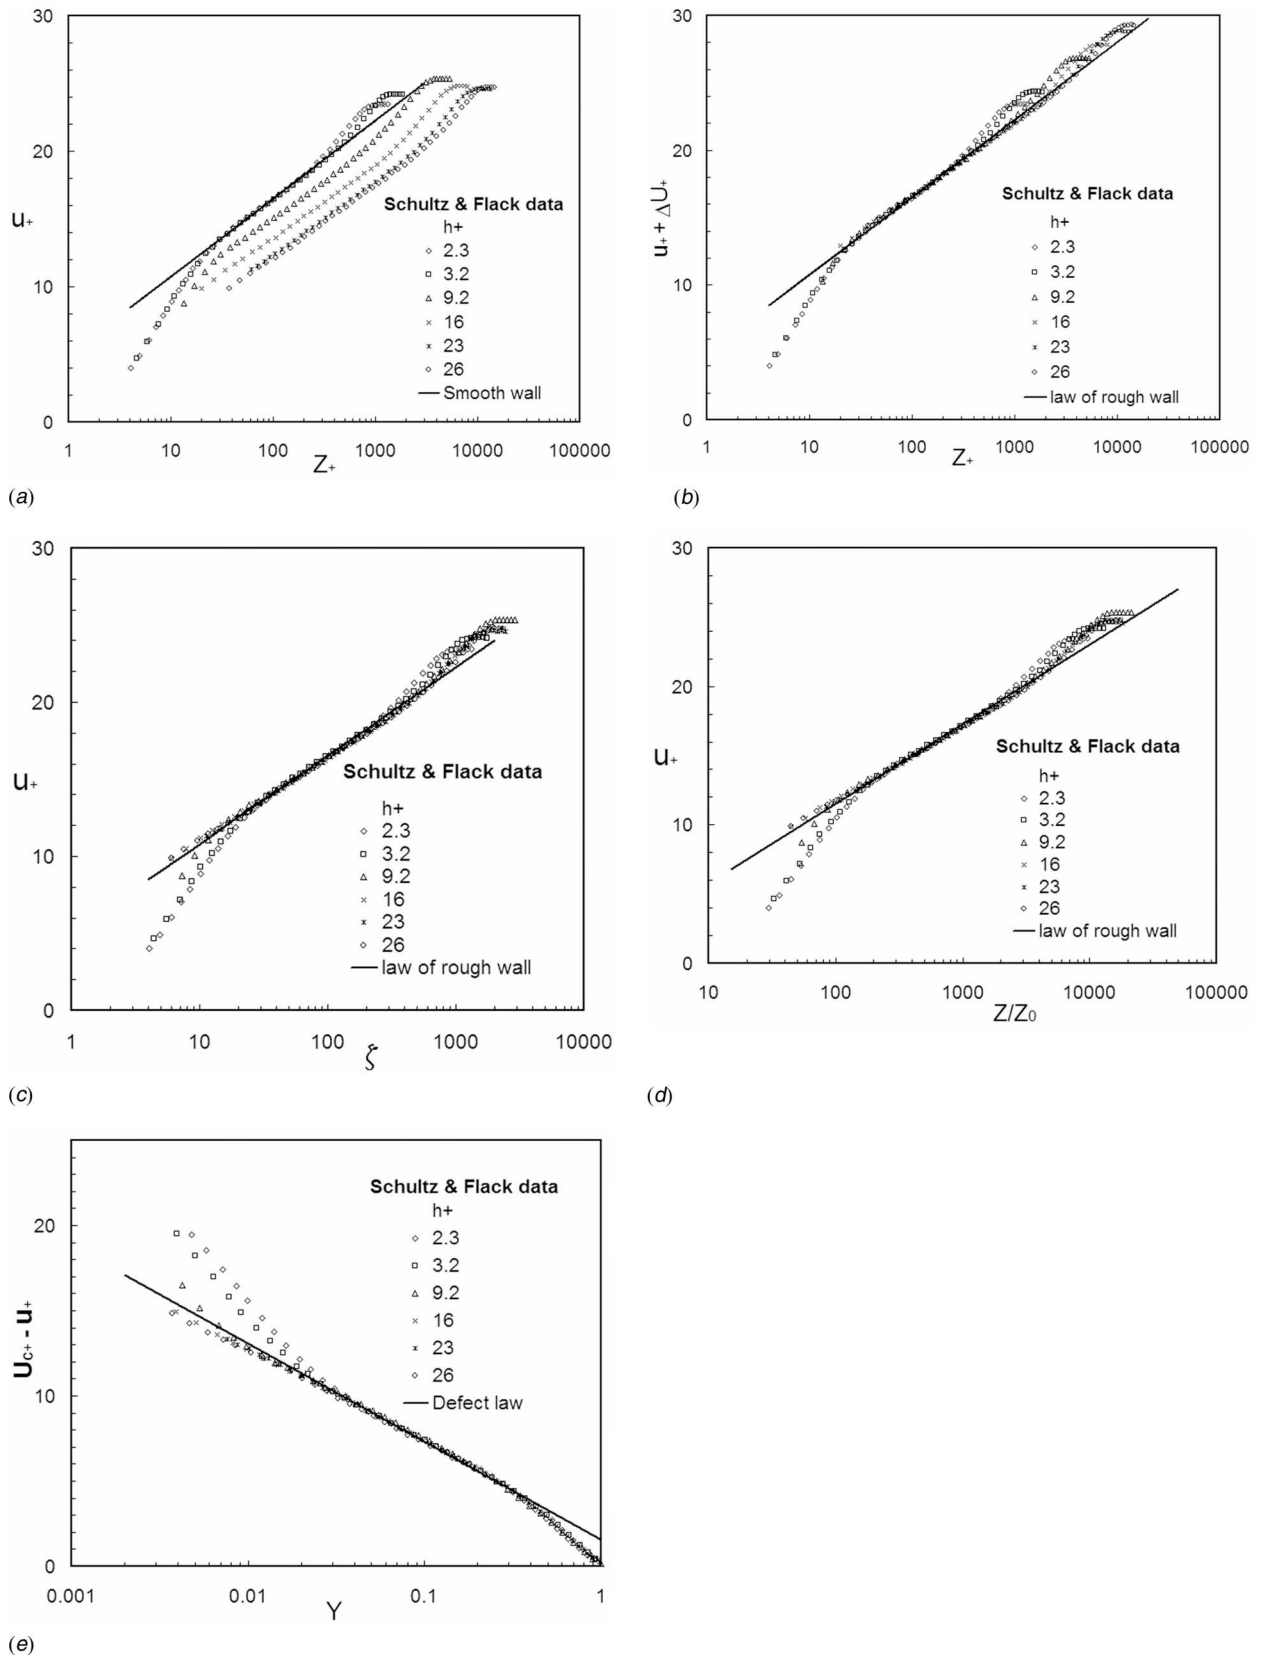 30
20
10
0
u+
1 10 100 1000 10000 100000
Z+
Schultz & Flack data
h+
2.3
3.2
9.2
16
23
26
Smooth wall
(a)
30
20
10
0
u+ + ΔU+
1 10 100 1000 10000 100000
Z+
Schultz & Flack data
h+
2.3
3.2
9.2
16
23
26
law of rough wall
(b)
30
20
10
0
u+
1 10 100 1000 10000
ζ
Schultz & Flack data
h+
2.3
3.2
9.2
16
23
26
law of rough wall
(c)
30
20
10
0
u+
10 100 1000 10000 100000
Z/Z0
Schultz & Flack data
h+
2.3
3.2
9.2
16
23
26
law of rough wall
(d)
20
10
0
Uc+ - u+
0.001 0.01 0.1 1
Y
Schultz & Flack data
h+
2.3
3.2
9.2
16
23
26
Defect law
(e)